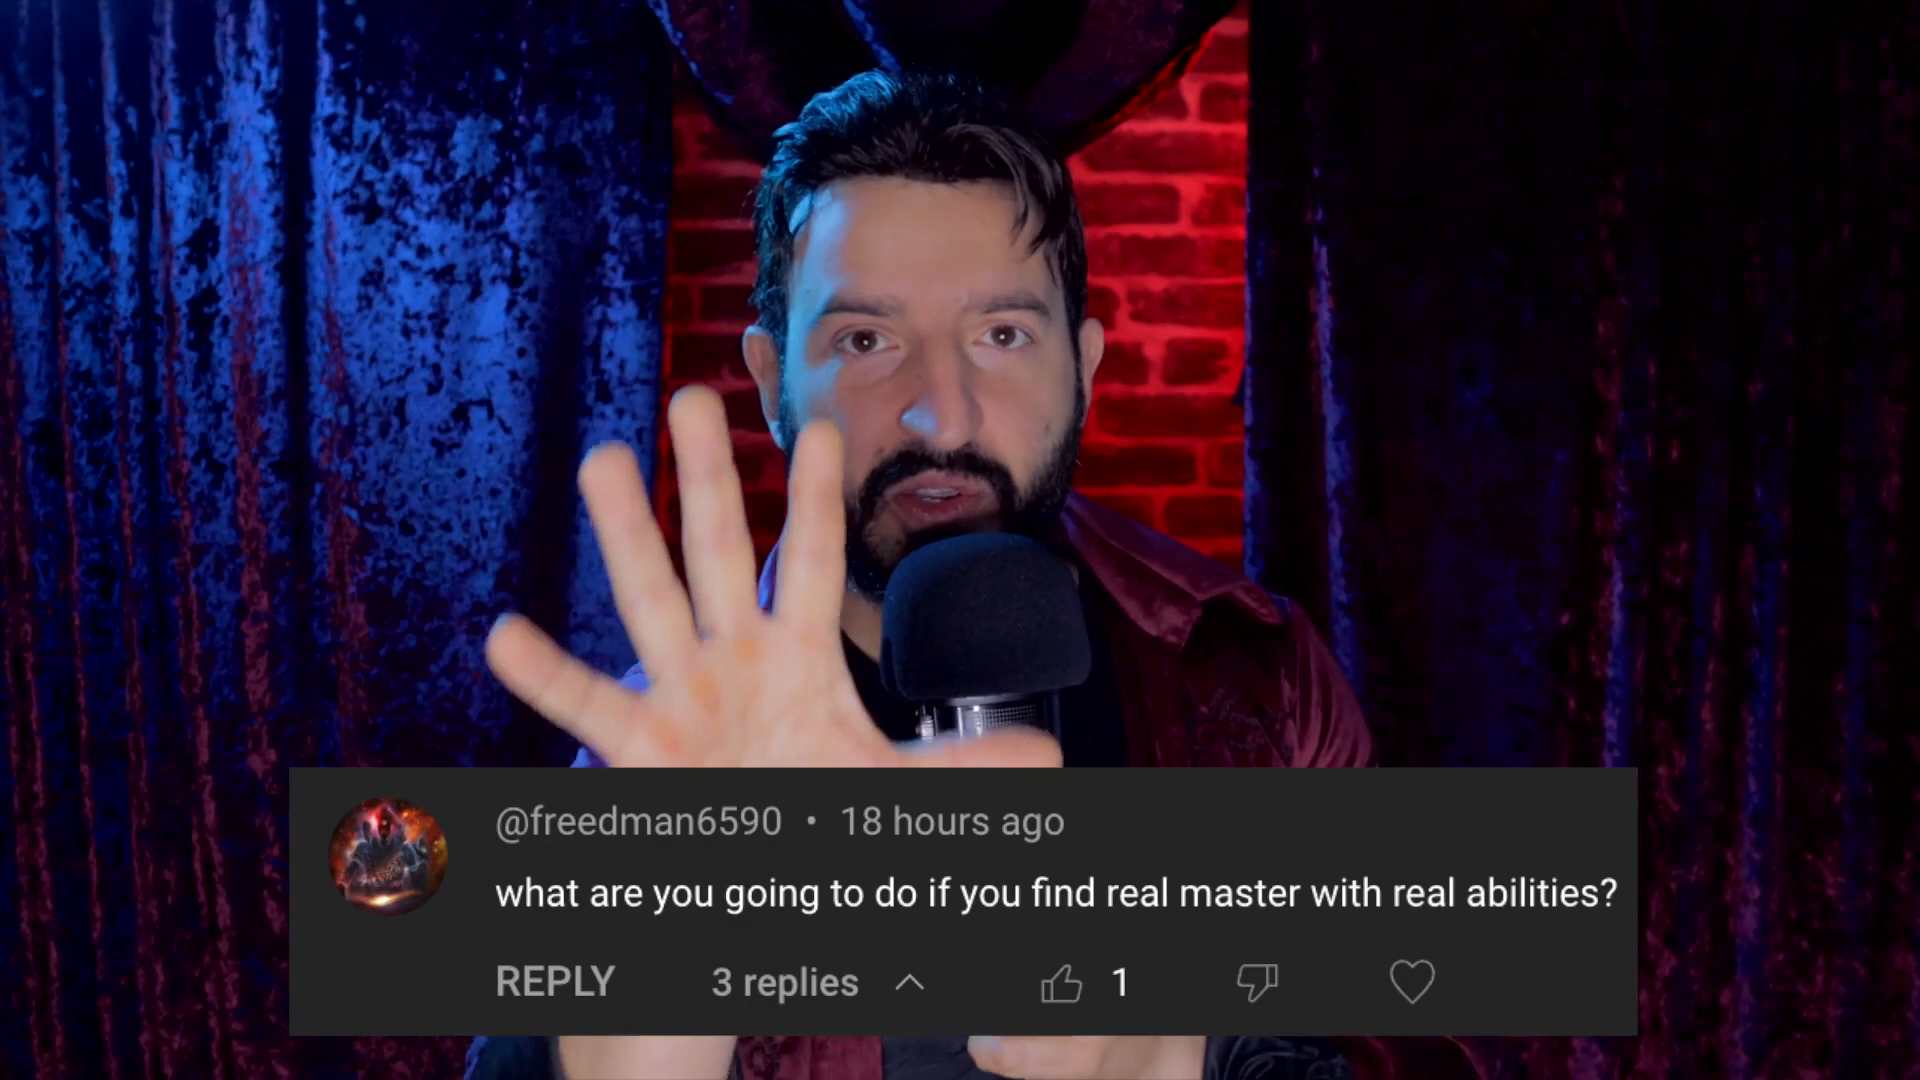 @freedman6590 • 18 hours ago
what are you going to do if you find real master with real abilities?
REPLY 3 replies 1